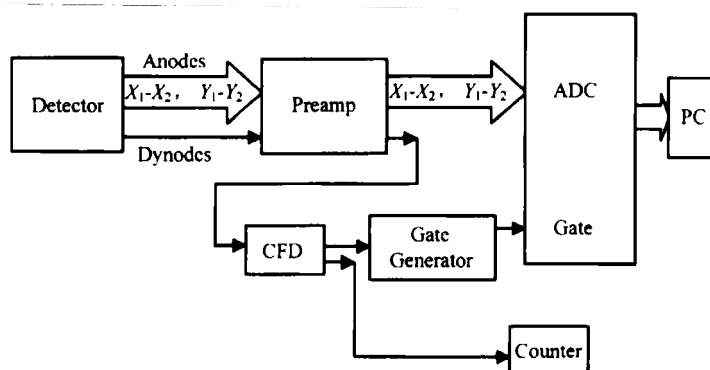 Anodes
X₁-X₂, Y₁-Y₂
Detector
Dynodes
Preamp
X₁-X₂, Y₁-Y₂
ADC
PC
Gate
CFD
Gate
Generator
Counter